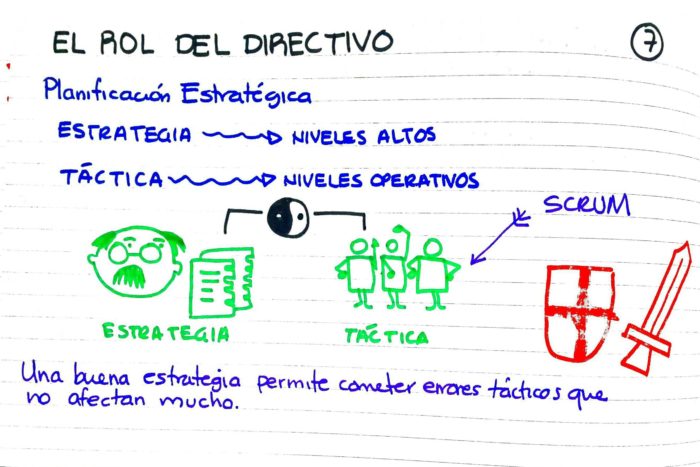 EL ROL DEL DIRECTIVO
7
Planificación Estratégica
ESTRATEGIA NIVELES ALTOS
TÁCTICA NIVELES OPERATIVOS
SCRUM
ESTRATEGIA
TÁCTICA
Una buena estrategia permite cometer errores tácticos que
no afectan mucho.